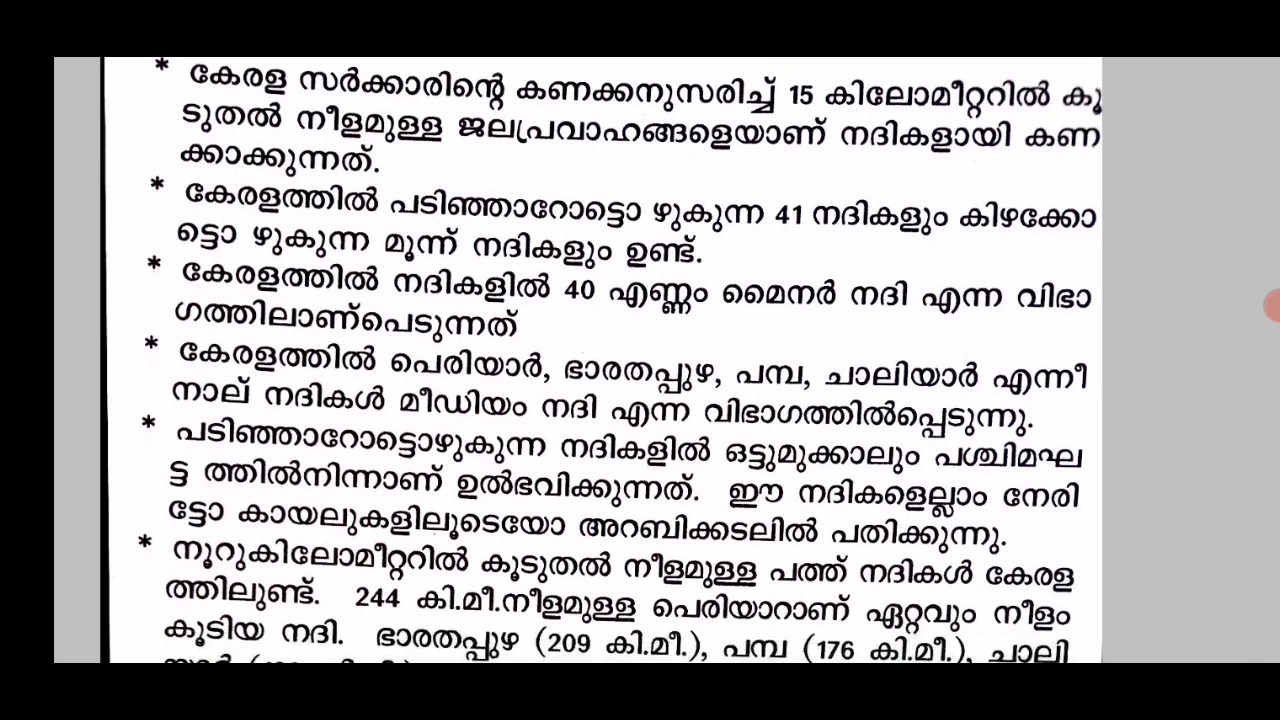 * കേരള സർക്കാരിന്റെ കണക്കനുസരിച്ച് 15 കിലോമീറ്ററിൽ കൂ
ടുതൽ നീളമുള്ള ജലപ്രവാഹങ്ങളെയാണ് നദികളായി കണ
ക്കാക്കുന്നത്.
* കേരളത്തിൽ പടിഞ്ഞാറോട്ടൊ ഴുകുന്ന 41 നദികളും കിഴക്കോ
ട്ടൊ ഴുകുന്ന മൂന്ന് നദികളും ഉണ്ട്.
* കേരളത്തിൽ നദികളിൽ 40 എണ്ണം മൈനർ നദി എന്ന വിഭാ
ഗത്തിലാണ്പെടുന്നത്
* കേരളത്തിൽ പെരിയാർ, ഭാരതപ്പുഴ, പമ്പ, ചാലിയാർ എന്നീ
നാല് നദികൾ മീഡിയം നദി എന്ന വിഭാഗത്തിൽപ്പെടുന്നു.
* പടിഞ്ഞാറോട്ടൊഴുകുന്ന നദികളിൽ ഒട്ടുമുക്കാലും പശ്ചിമഘ
ട്ട ത്തിൽനിന്നാണ് ഉൽഭവിക്കുന്നത്. ഈ നദികളെല്ലാം നേരി
ട്ടോ കായലുകളിലൂടെയോ അറബിക്കടലിൽ പതിക്കുന്നു.
* നൂറുകിലോമീറ്ററിൽ കൂടുതൽ നീളമുള്ള പത്ത് നദികൾ കേരള
ത്തിലുണ്ട്. 244 കി.മീ.നീളമുള്ള പെരിയാറാണ് ഏറ്റവും നീളം
കൂടിയ നദി. ഭാരതപ്പുഴ (209 കി.മീ.), പമ്പ (176 കി.മീ.), ചാലി